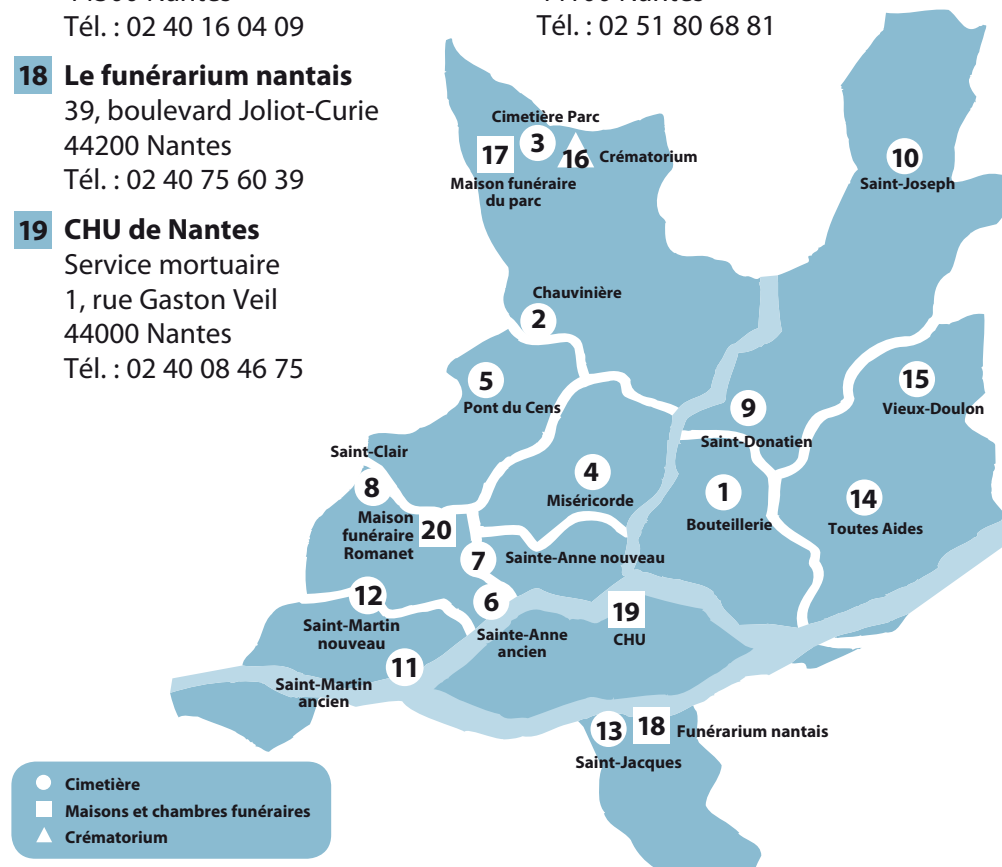 44300 Nantes
Tél. : 02 40 16 04 09
44100 Nantes
Tél. : 02 51 80 68 81
18 Le funérarium nantais
39, boulevard Joliot-Curie
44200 Nantes
Tél. : 02 40 75 60 39
19 CHU de Nantes
Service mortuaire
1, rue Gaston Veil
44000 Nantes
Tél. : 02 40 08 46 75
Cimetière Parc
3
17
16
Crématorium
Maison funéraire
du parc
10
Saint-Joseph
Chauvinière
2
5
Pont du Cens
15
Vieux-Doulon
9
Saint-Donatien
Saint-Clair
8
4
Miséricorde
1
Bouteillerie
14
Toutes Aides
Maison
funéraire
Romanet
20
7
Sainte-Anne nouveau
12
Saint-Martin
nouveau
6
Sainte-Anne
ancien
19
CHU
11
Saint-Martin
ancien
13
Saint-Jacques
18
Funérarium nantais
Cimetière
Maisons et chambres funéraires
Crématorium